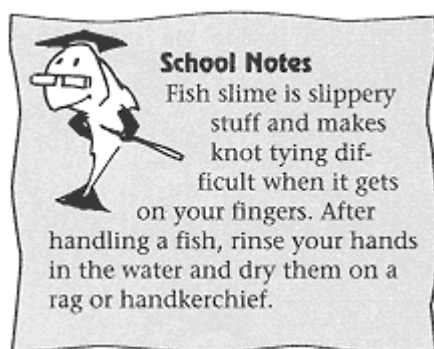 School Notes
Fish slime is slippery
stuff and makes
knot tying dif-
ficult when it gets
on your fingers. After
handling a fish, rinse your hands
in the water and dry them on a
rag or handkerchief.